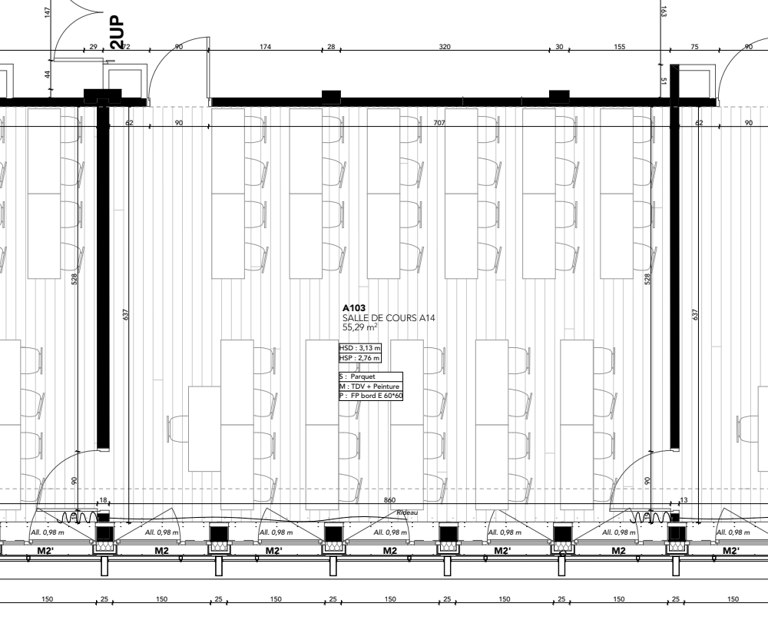 147
2UP
163
29
72
90
174
28
320
30
155
75
90
44
51
62
90
707
62
90
528
637
528
637
A103
SALLE DE COURS A14
55,29 m²
HSD : 3,13 m
HSP : 2,76 m
S : Parquet
M : TDV + Peinture
P : FP bord E 60*60
90
90
18
860
13
Rideau
All. 0,98 m
All. 0,98 m
All. 0,98 m
All. 0,98 m
All. 0,98 m
All. 0,98 m
All. 0,98 m
M2'
M2
M2'
M2
M2'
M2
M2'
150
25
150
25
150
25
150
25
150
25
150
25
150